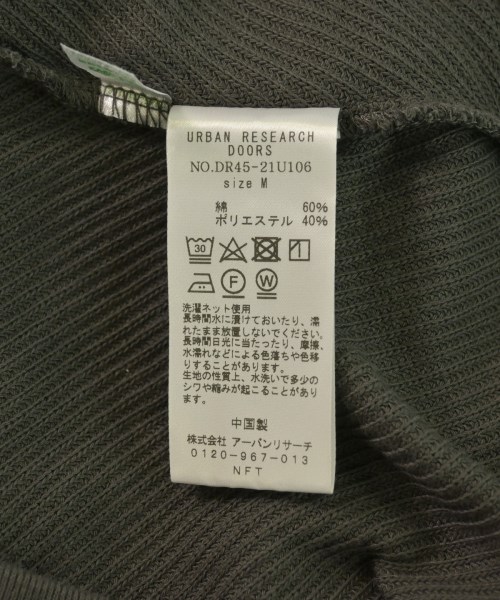 URBAN RESEARCH
DOORS
NO.DR45-21U106
size M
綿 60%
ポリエステル 40%
30
F W
洗濯ネット使用
長時間水に漬けておいたり、濡
れたまま放置しないでください。
長時間日光に当たったり、摩擦、
水濡れなどによる色落ちや色移
りすることがあります。
生地の性質上、水洗いで多少の
シワや縮みが起こることがあり
ます。
中国製
株式会社 アーバンリサーチ
0120-967-013
NFT